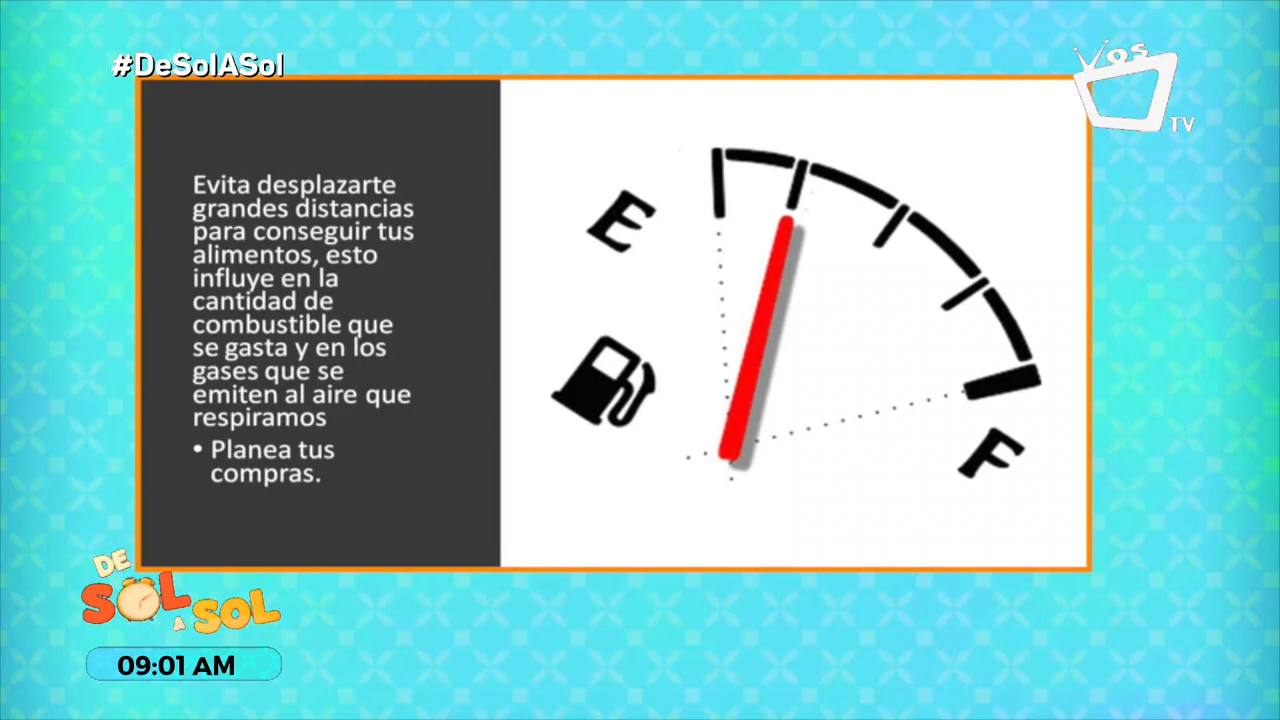 #DeSolASol
VOS
TV
Evita desplazarte
grandes distancias
para conseguir tus
alimentos, esto
influye en la
cantidad de
combustible que
se gasta y en los
gases que se
emiten al aire que
respiramos
• Planea tus
compras.
E
F
DE
SOL
A SOL
09:01 AM